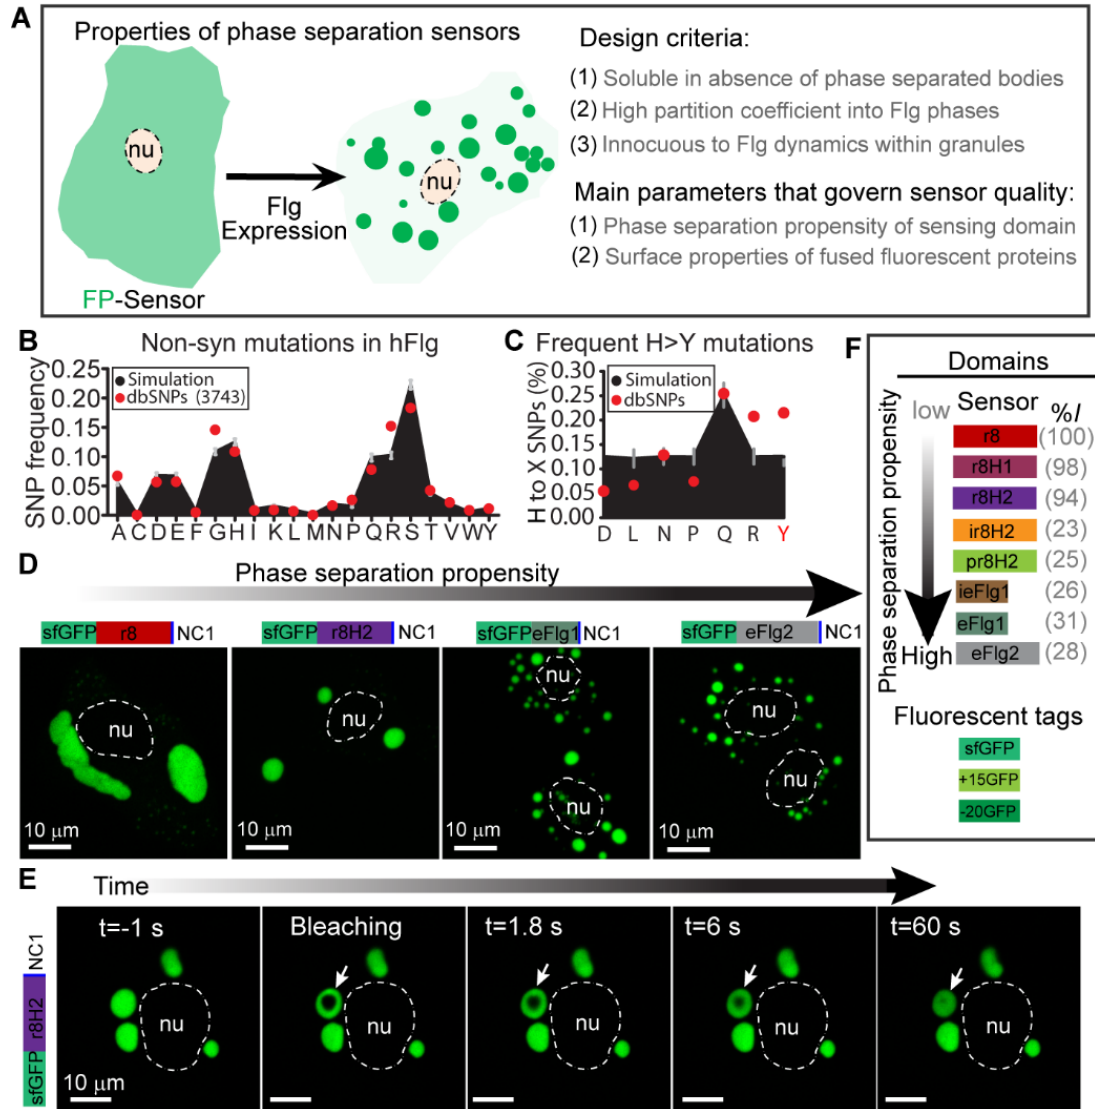 A
Properties of phase separation sensors
nu
Flg
Expression
nu
FP-Sensor
Design criteria:
(1) Soluble in absence of phase separated bodies
(2) High partition coefficient into Flg phases
(3) Innocuous to Flg dynamics within granules
Main parameters that govern sensor quality:
(1) Phase separation propensity of sensing domain
(2) Surface properties of fused fluorescent proteins
B
Non-syn mutations in hFlg
SNP frequency
0.25
0.20
0.15
0.10
0.05
0.00
Simulation
dbSNPs (3743)
A C D E F G H I K L M N P Q R S T V W Y
C
Frequent H>Y mutations
H to X SNPs (%)
0.30
0.25
0.20
0.15
0.10
0.05
0.00
Simulation
dbSNPs
D L N P Q R Y
D
Phase separation propensity
sfGFP r8 NC1
sfGFP r8H2 NC1
sfGFP eFlg1 NC1
sfGFP eFlg2 NC1
nu
10 μm
nu
10 μm
nu
nu
10 μm
nu
nu
10 μm
E
Time
sfGFP r8H2 NC1
t=-1 s
nu
10 μm
Bleaching
nu
t=1.8 s
nu
t=6 s
nu
t=60 s
nu
F
Domains
Phase separation propensity
low
High
Sensor %I
r8 (100)
r8H1 (98)
r8H2 (94)
ir8H2 (23)
pr8H2 (25)
ieFlg1 (26)
eFlg1 (31)
eFlg2 (28)
Fluorescent tags
sfGFP
+15GFP
-20GFP